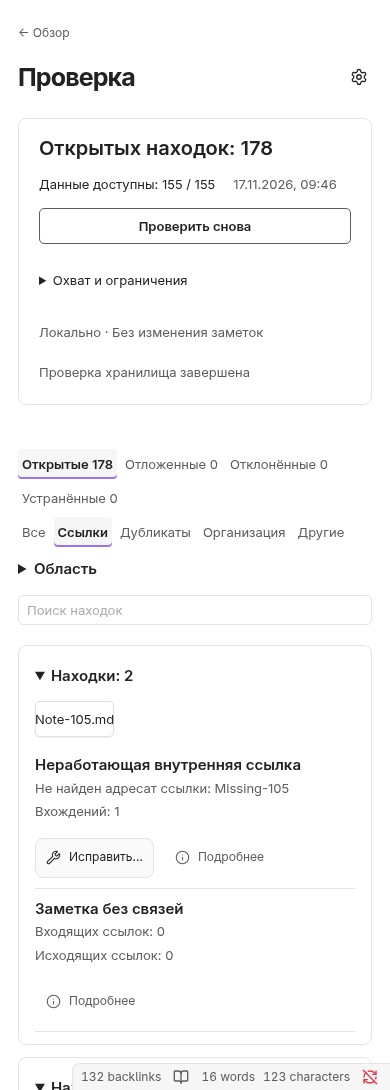 ← Обзор
Проверка
Открытых находок: 178
Данные доступны: 155 / 155 17.11.2026, 09:46
Проверить снова
▶ Охват и ограничения
Локально · Без изменения заметок
Проверка хранилища завершена
Открытые 178 Отложенные 0 Отклонённые 0
Устранённые 0
Все Ссылки Дубликаты Организация Другие
▶ Область
Поиск находок
▼ Находки: 2
Note-105.md
Неработающая внутренняя ссылка
Не найден адресат ссылки: Missing-105
Вхождений: 1
Исправить… Подробнее
Заметка без связей
Входящих ссылок: 0
Исходящих ссылок: 0
Подробнее
132 backlinks 16 words 123 characters